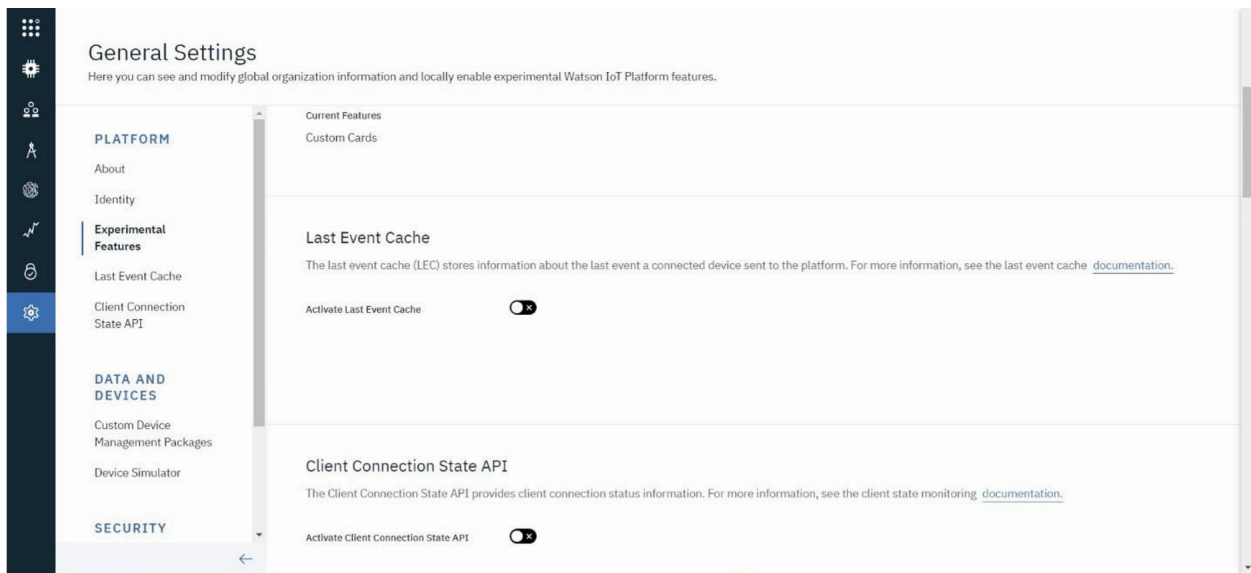 General Settings
Here you can see and modify global organization information and locally enable experimental Watson IoT Platform features.
PLATFORM
About
Identity
Experimental
Features
Last Event Cache
Client Connection
State API
DATA AND
DEVICES
Custom Device
Management Packages
Device Simulator
SECURITY
Current Features
Custom Cards
Last Event Cache
The last event cache (LEC) stores information about the last event a connected device sent to the platform. For more information, see the last event cache documentation.
Activate Last Event Cache
Client Connection State API
The Client Connection State API provides client connection status information. For more information, see the client state monitoring documentation.
Activate Client Connection State API